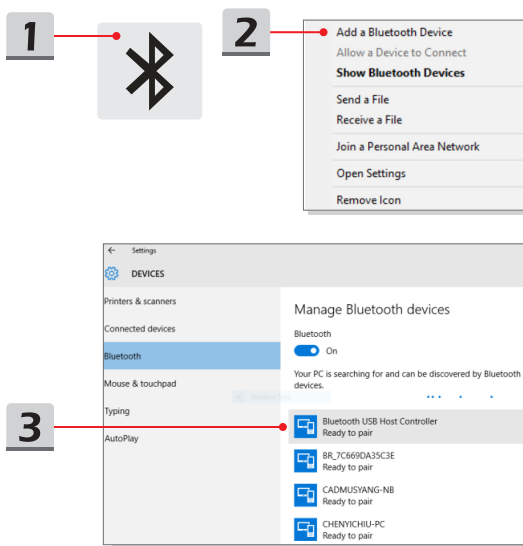 1
2
Add a Bluetooth Device
Allow a Device to Connect
Show Bluetooth Devices
Send a File
Receive a File
Join a Personal Area Network
Open Settings
Remove Icon
3
Settings
DEVICES
Printers & scanners
Connected devices
Bluetooth
Mouse & touchpad
Typing
AutoPlay
Manage Bluetooth devices
Bluetooth
On
Your PC is searching for and can be discovered by Bluetooth
devices.
Bluetooth USB Host Controller
Ready to pair
BR_7C669DA35C3E
Ready to pair
CADMUSYANG-NB
Ready to pair
CHENYICHIU-PC
Ready to pair